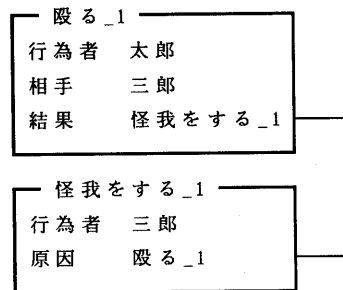 殴る_1
行為者 太郎
相手 三郎
結果 怪我をする_1
怪我をする_1
行為者 三郎
原因 殴る_1